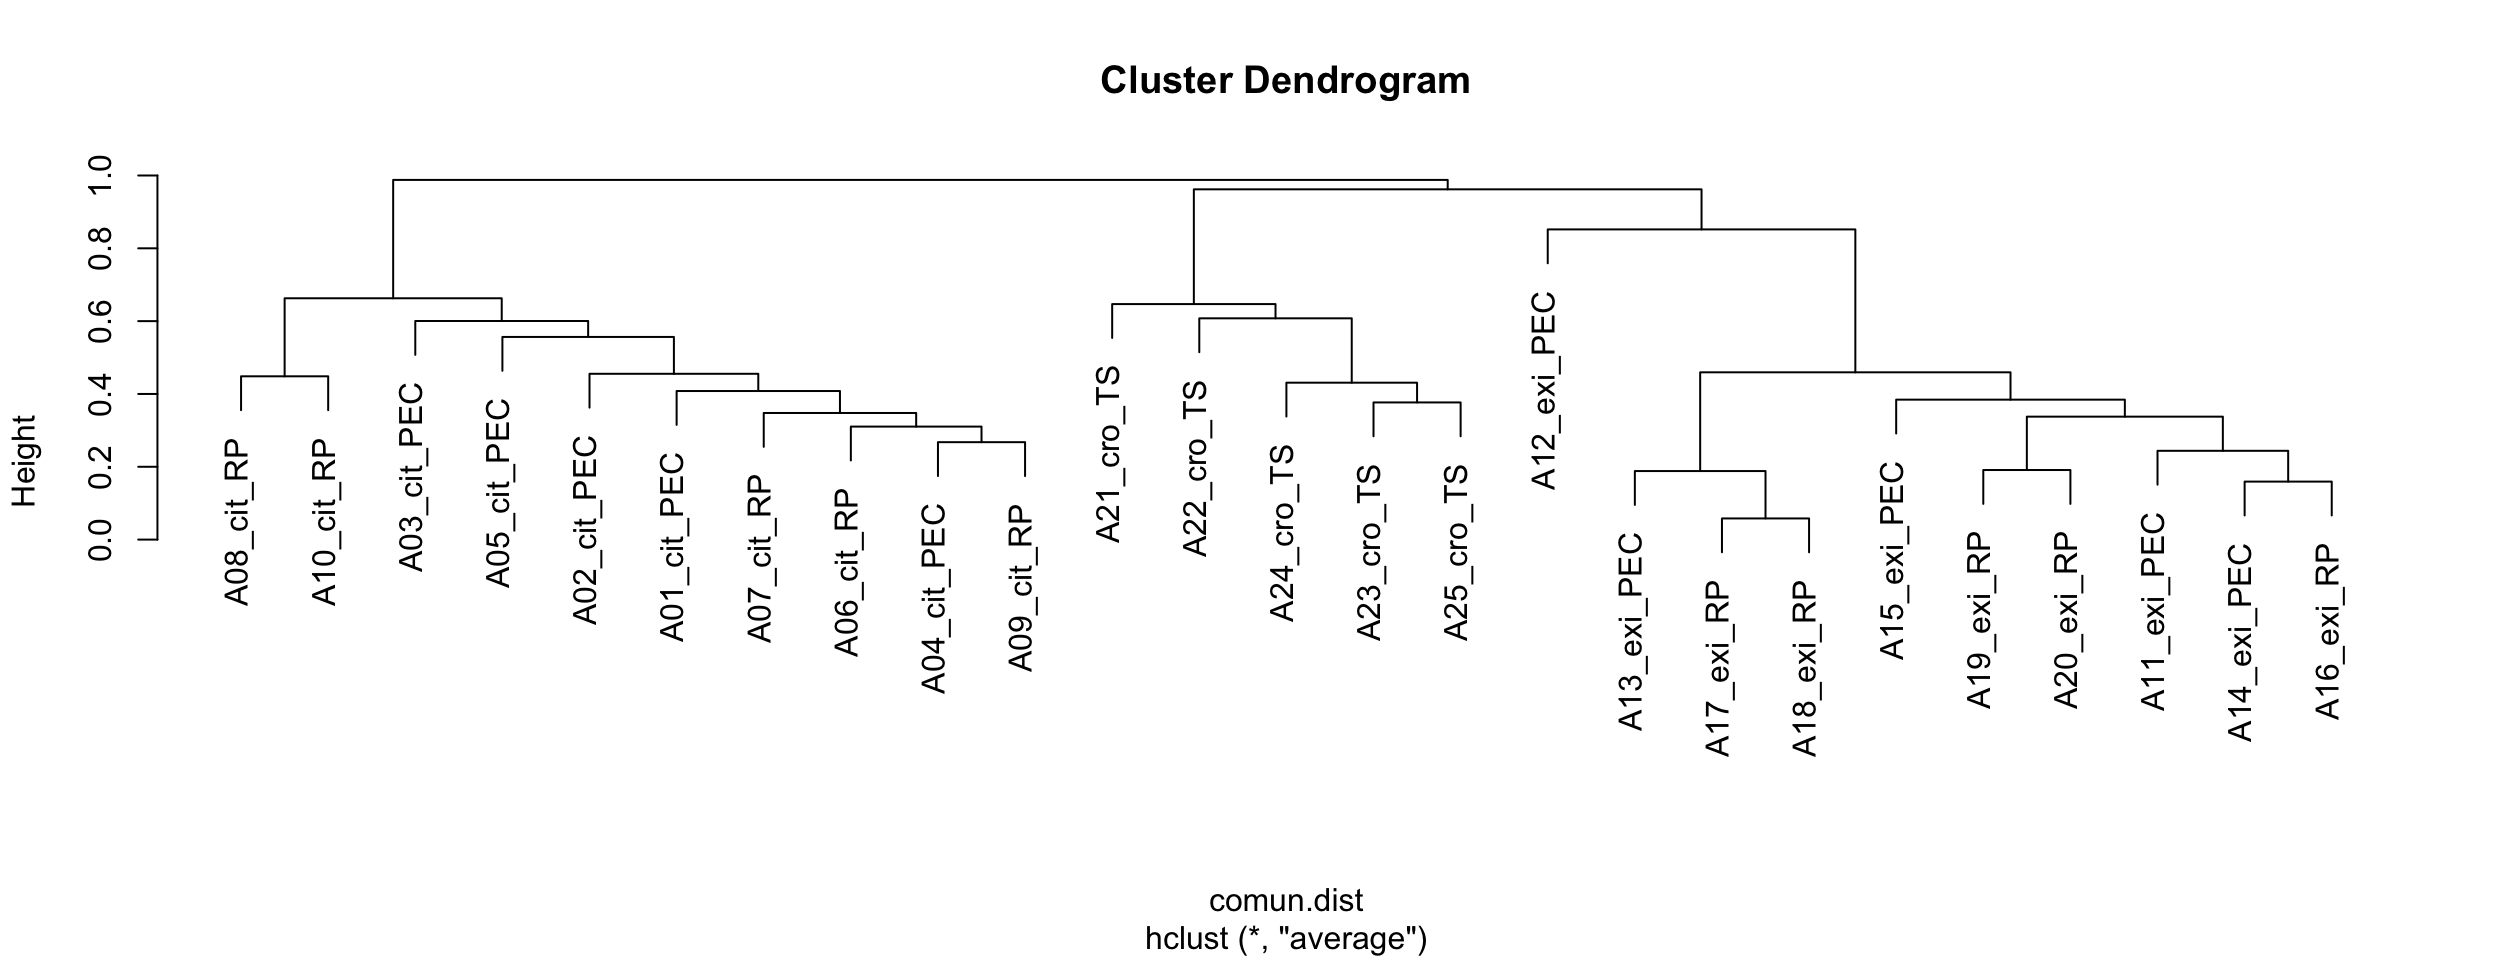 Cluster Dendrogram
Height
1.0
0.8
0.6
0.4
0.2
0.0
A08_cit_RP
A10_cit_RP
A03_cit_PEC
A05_cit_PEC
A02_cit_PEC
A01_cit_PEC
A07_cit_RP
A06_cit_RP
A04_cit_PEC
A09_cit_RP
A21_cro_TS
A22_cro_TS
A24_cro_TS
A23_cro_TS
A25_cro_TS
A12_exi_PEC
A13_exi_PEC
A17_exi_RP
A18_exi_RP
A15_exi_PEC
A19_exi_RP
A20_exi_RP
A11_exi_PEC
A14_exi_PEC
A16_exi_RP
comun.dist
hclust (*, "average")